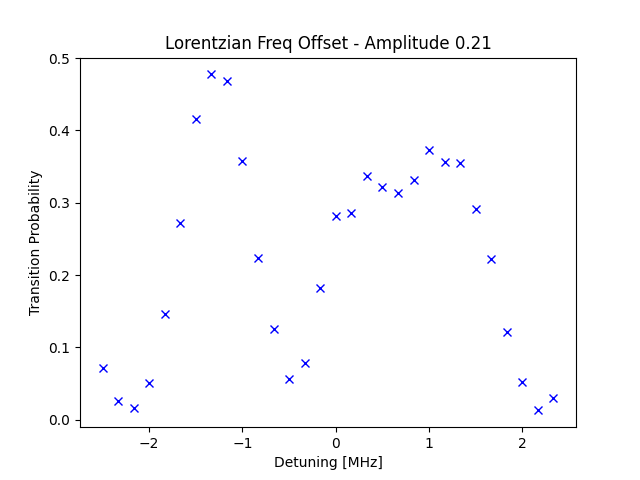 Lorentzian Freq Offset - Amplitude 0.21
Transition Probability
0.5
0.4
0.3
0.2
0.1
0.0
−2 −1 0 1 2
Detuning [MHz]